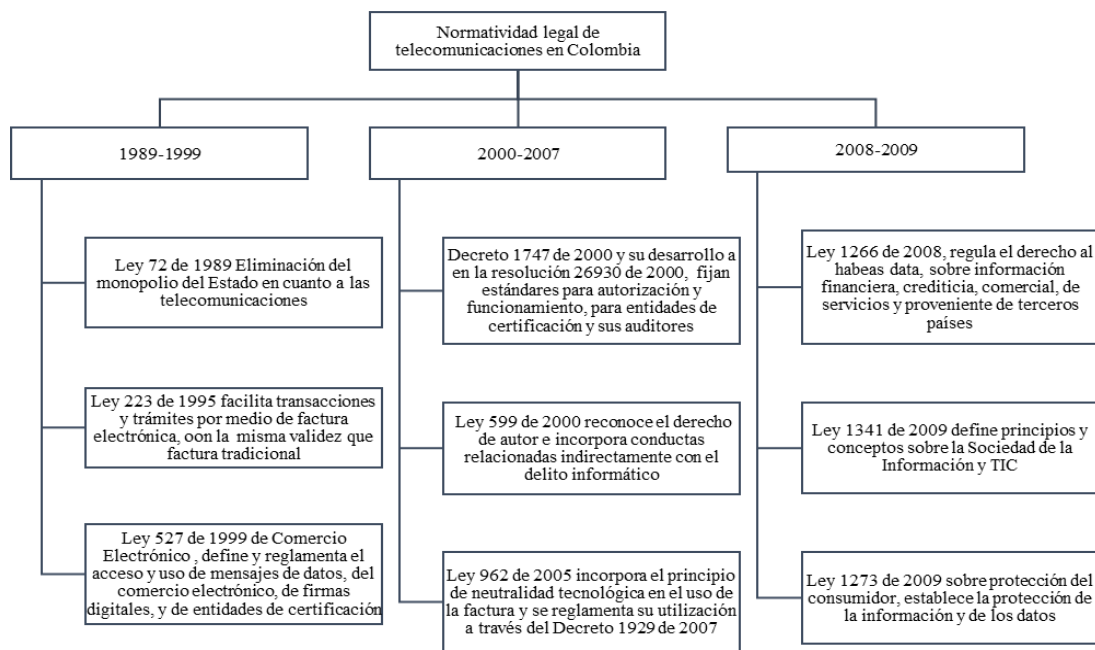 Normatividad legal de
telecomunicaciones en Colombia
1989-1999
Ley 72 de 1989 Eliminación del
monopolio del Estado en cuanto a las
telecomunicaciones
Ley 223 de 1995 facilita transacciones
y trámites por medio de factura
electrónica, oon la misma validez que
factura tradicional
Ley 527 de 1999 de Comercio
Electrónico , define y reglamenta el
acceso y uso de mensajes de datos, del
comercio electrónico, de firmas
digitales, y de entidades de certificación
2000-2007
Decreto 1747 de 2000 y su desarrollo a
en la resolución 26930 de 2000, fijan
estándares para autorización y
funcionamiento, para entidades de
certificación y sus auditores
Ley 599 de 2000 reconoce el derecho
de autor e incorpora conductas
relacionadas indirectamente con el
delito informático
Ley 962 de 2005 incorpora el principio
de neutralidad tecnológica en el uso de
la factura y se reglamenta su utilización
a través del Decreto 1929 de 2007
2008-2009
Ley 1266 de 2008, regula el derecho al
habeas data, sobre información
financiera, crediticia, comercial, de
servicios y proveniente de terceros
países
Ley 1341 de 2009 define principios y
conceptos sobre la Sociedad de la
Información y TIC
Ley 1273 de 2009 sobre protección del
consumidor, establece la protección de
la información y de los datos